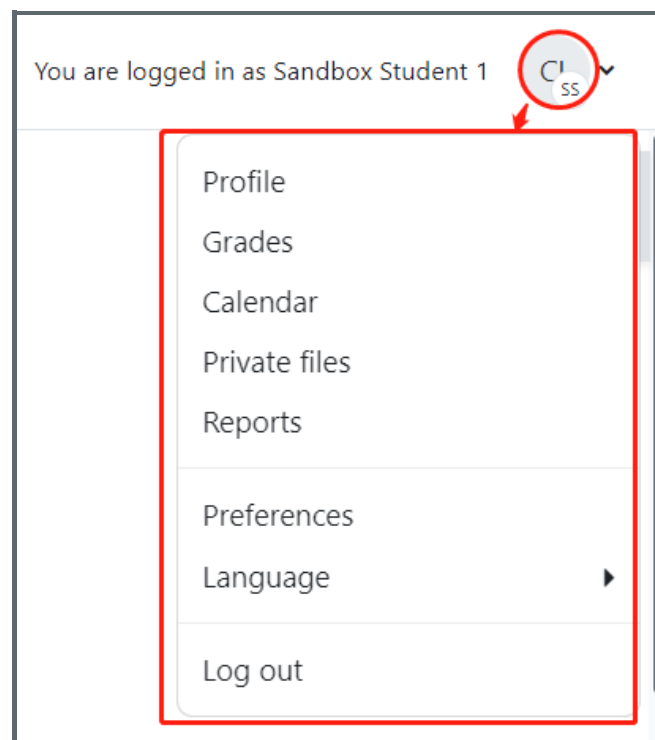 You are logged in as Sandbox Student 1
SS
Profile
Grades
Calendar
Private files
Reports
Preferences
Language
Log out